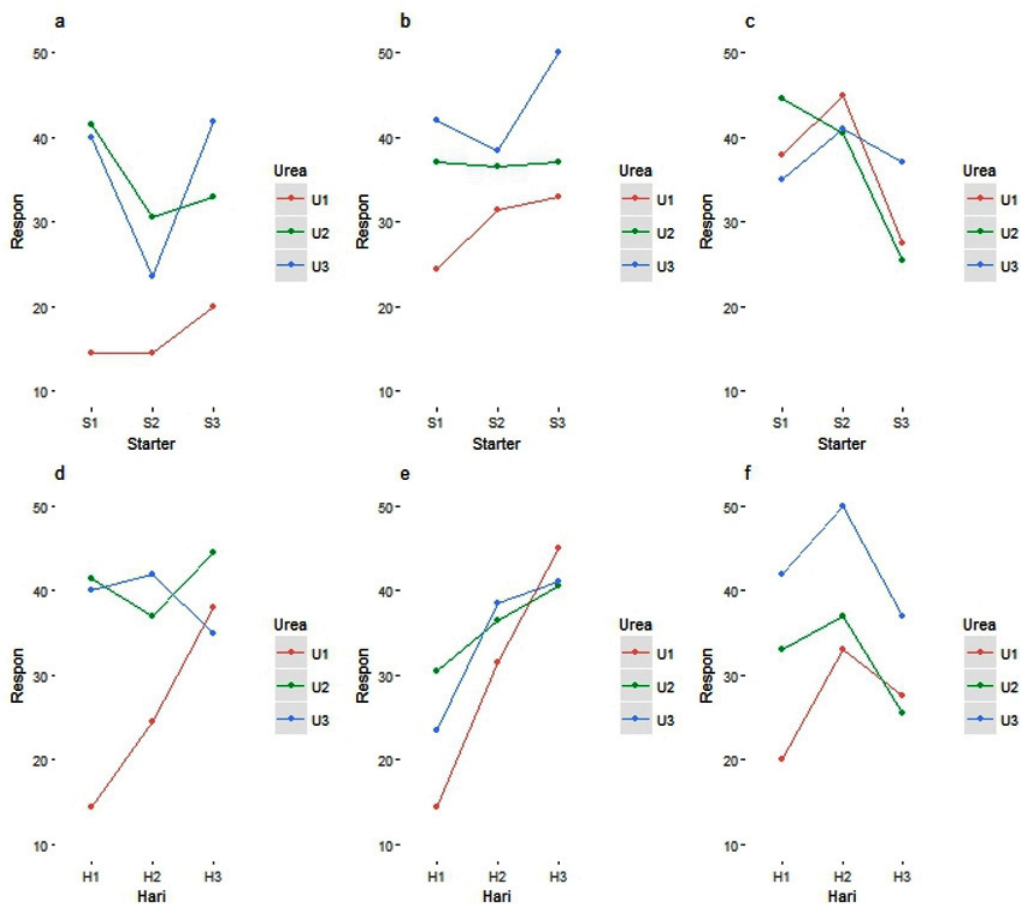 a
50
40
30
20
10
Respon
S1 S2 S3
Starter
Urea
U1
U2
U3
b
50
40
30
20
10
Respon
S1 S2 S3
Starter
Urea
U1
U2
U3
c
50
40
30
20
10
Respon
S1 S2 S3
Starter
Urea
U1
U2
U3
d
50
40
30
20
10
Respon
H1 H2 H3
Hari
Urea
U1
U2
U3
e
50
40
30
20
10
Respon
H1 H2 H3
Hari
Urea
U1
U2
U3
f
50
40
30
20
10
Respon
H1 H2 H3
Hari
Urea
U1
U2
U3